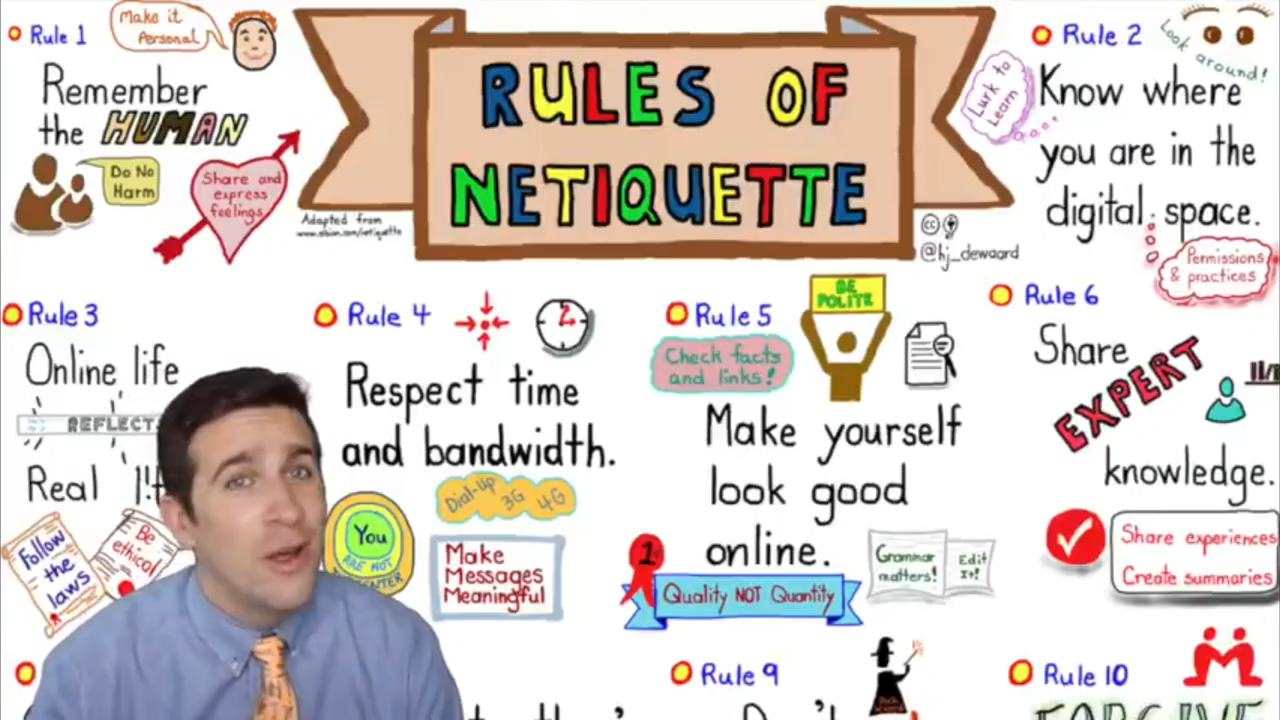 Rule 1
Make it
Personal
Remember
the HUMAN
Do No
Harm
Share and
express
feelings
RULES OF
NETIQUETTE
Adapted from
@hj_dewaard
Rule 2
Look
around!
Lurk to
Learn
Know where
you are in the
digital space.
Permissions
& practices
Rule 3
Online life
REFLECT
Real
Follow
the
laws
Be
ethical
Rule 4
Respect time
and bandwidth.
Dial-up
3G
4G
You
ARE NOT
Make
Messages
Meaningful
Rule 5
BE
POLITE
Check facts
and links!
Make yourself
look good
online.
1
Quality NOT Quantity
Grammar
matters!
Edit
It!
Rule 6
Share
EXPERT
knowledge.
Share experiences
Create summaries
Rule 9
Don't
Rule 10
FORGIVE